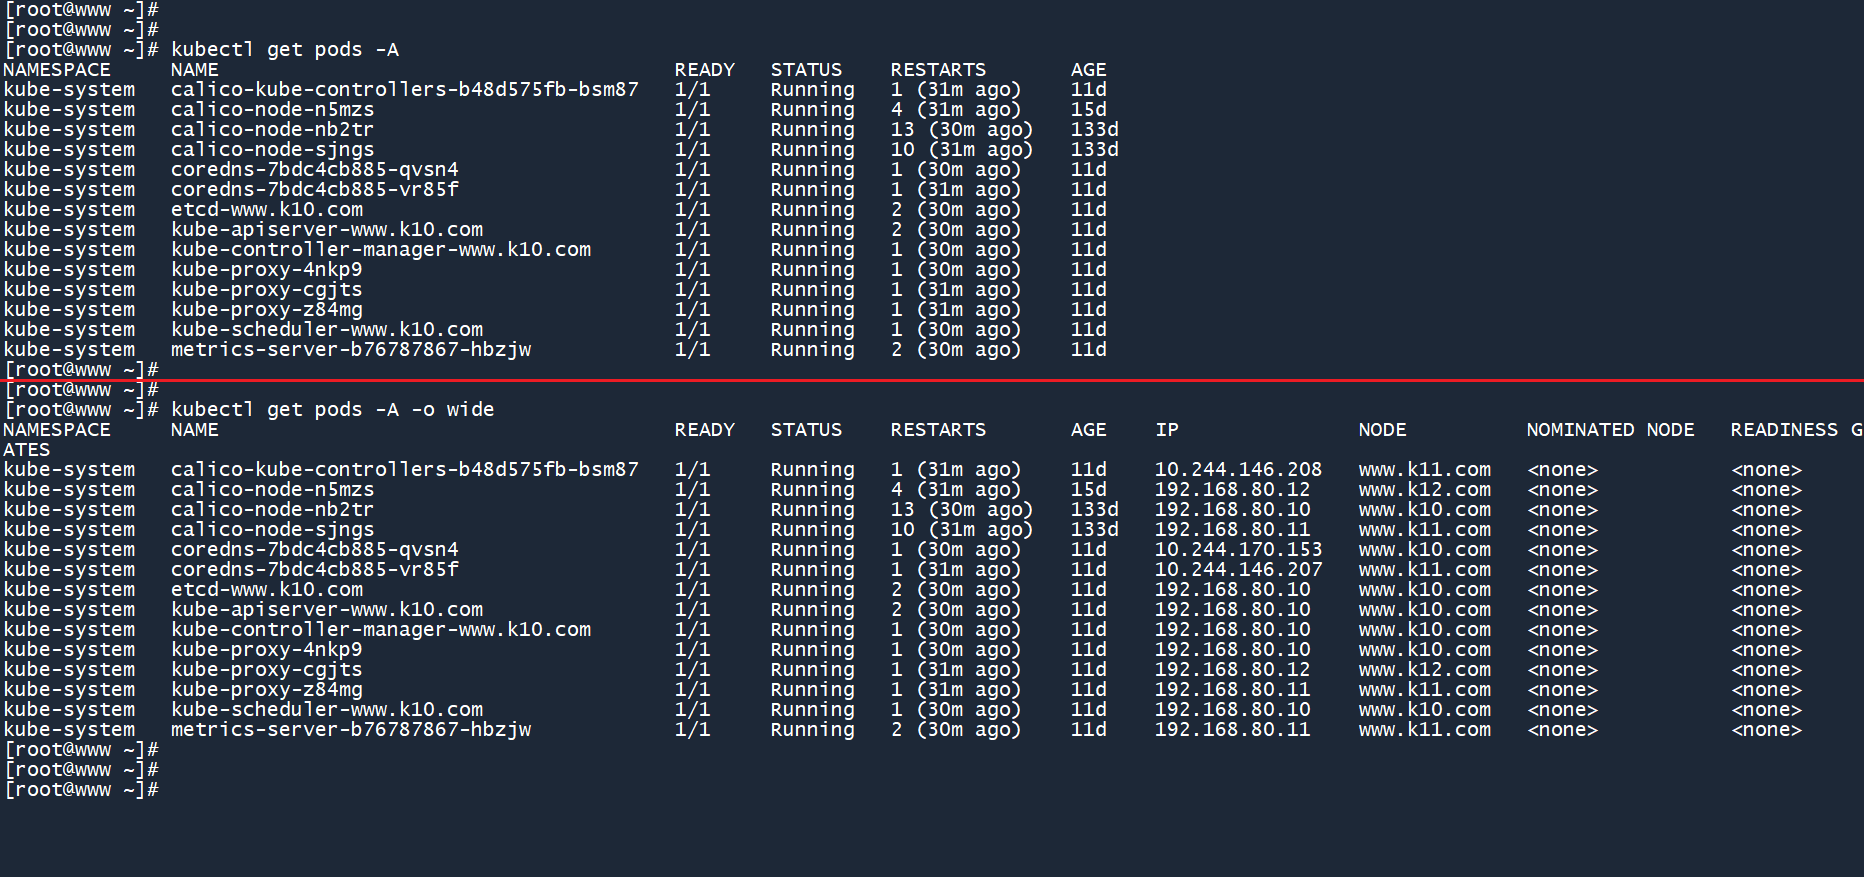 [root@www ~]#
[root@www ~]#
[root@www ~]# kubectl get pods -A
NAMESPACE     NAME                                      READY   STATUS    RESTARTS       AGE
kube-system   calico-kube-controllers-b48d575fb-bsm87   1/1     Running   1 (31m ago)    11d
kube-system   calico-node-n5mzs                         1/1     Running   4 (31m ago)    15d
kube-system   calico-node-nb2tr                         1/1     Running   13 (30m ago)   133d
kube-system   calico-node-sjngs                         1/1     Running   10 (31m ago)   133d
kube-system   coredns-7bdc4cb885-qvsn4                  1/1     Running   1 (30m ago)    11d
kube-system   coredns-7bdc4cb885-vr85f                  1/1     Running   1 (31m ago)    11d
kube-system   etcd-www.k10.com                          1/1     Running   2 (30m ago)    11d
kube-system   kube-apiserver-www.k10.com                1/1     Running   2 (30m ago)    11d
kube-system   kube-controller-manager-www.k10.com       1/1     Running   1 (30m ago)    11d
kube-system   kube-proxy-4nkp9                          1/1     Running   1 (30m ago)    11d
kube-system   kube-proxy-cgjts                          1/1     Running   1 (31m ago)    11d
kube-system   kube-proxy-z84mg                          1/1     Running   1 (31m ago)    11d
kube-system   kube-scheduler-www.k10.com                1/1     Running   1 (30m ago)    11d
kube-system   metrics-server-b76787867-hbzjw            1/1     Running   2 (30m ago)    11d
[root@www ~]#
[root@www ~]#
[root@www ~]# kubectl get pods -A -o wide
NAMESPACE     NAME                                      READY   STATUS    RESTARTS       AGE    IP               NODE          NOMINATED NODE   READINESS G
ATES
kube-system   calico-kube-controllers-b48d575fb-bsm87   1/1     Running   1 (31m ago)    11d    10.244.146.208   www.k11.com   <none>           <none>
kube-system   calico-node-n5mzs                         1/1     Running   4 (31m ago)    15d    192.168.80.12    www.k12.com   <none>           <none>
kube-system   calico-node-nb2tr                         1/1     Running   13 (30m ago)   133d   192.168.80.10    www.k10.com   <none>           <none>
kube-system   calico-node-sjngs                         1/1     Running   10 (31m ago)   133d   192.168.80.11    www.k11.com   <none>           <none>
kube-system   coredns-7bdc4cb885-qvsn4                  1/1     Running   1 (30m ago)    11d    10.244.170.153   www.k10.com   <none>           <none>
kube-system   coredns-7bdc4cb885-vr85f                  1/1     Running   1 (31m ago)    11d    10.244.146.207   www.k11.com   <none>           <none>
kube-system   etcd-www.k10.com                          1/1     Running   2 (30m ago)    11d    192.168.80.10    www.k10.com   <none>           <none>
kube-system   kube-apiserver-www.k10.com                1/1     Running   2 (30m ago)    11d    192.168.80.10    www.k10.com   <none>           <none>
kube-system   kube-controller-manager-www.k10.com       1/1     Running   1 (30m ago)    11d    192.168.80.10    www.k10.com   <none>           <none>
kube-system   kube-proxy-4nkp9                          1/1     Running   1 (30m ago)    11d    192.168.80.10    www.k10.com   <none>           <none>
kube-system   kube-proxy-cgjts                          1/1     Running   1 (31m ago)    11d    192.168.80.12    www.k12.com   <none>           <none>
kube-system   kube-proxy-z84mg                          1/1     Running   1 (31m ago)    11d    192.168.80.11    www.k11.com   <none>           <none>
kube-system   kube-scheduler-www.k10.com                1/1     Running   1 (30m ago)    11d    192.168.80.10    www.k10.com   <none>           <none>
kube-system   metrics-server-b76787867-hbzjw            1/1     Running   2 (30m ago)    11d    192.168.80.11    www.k11.com   <none>           <none>
[root@www ~]#
[root@www ~]#
[root@www ~]#